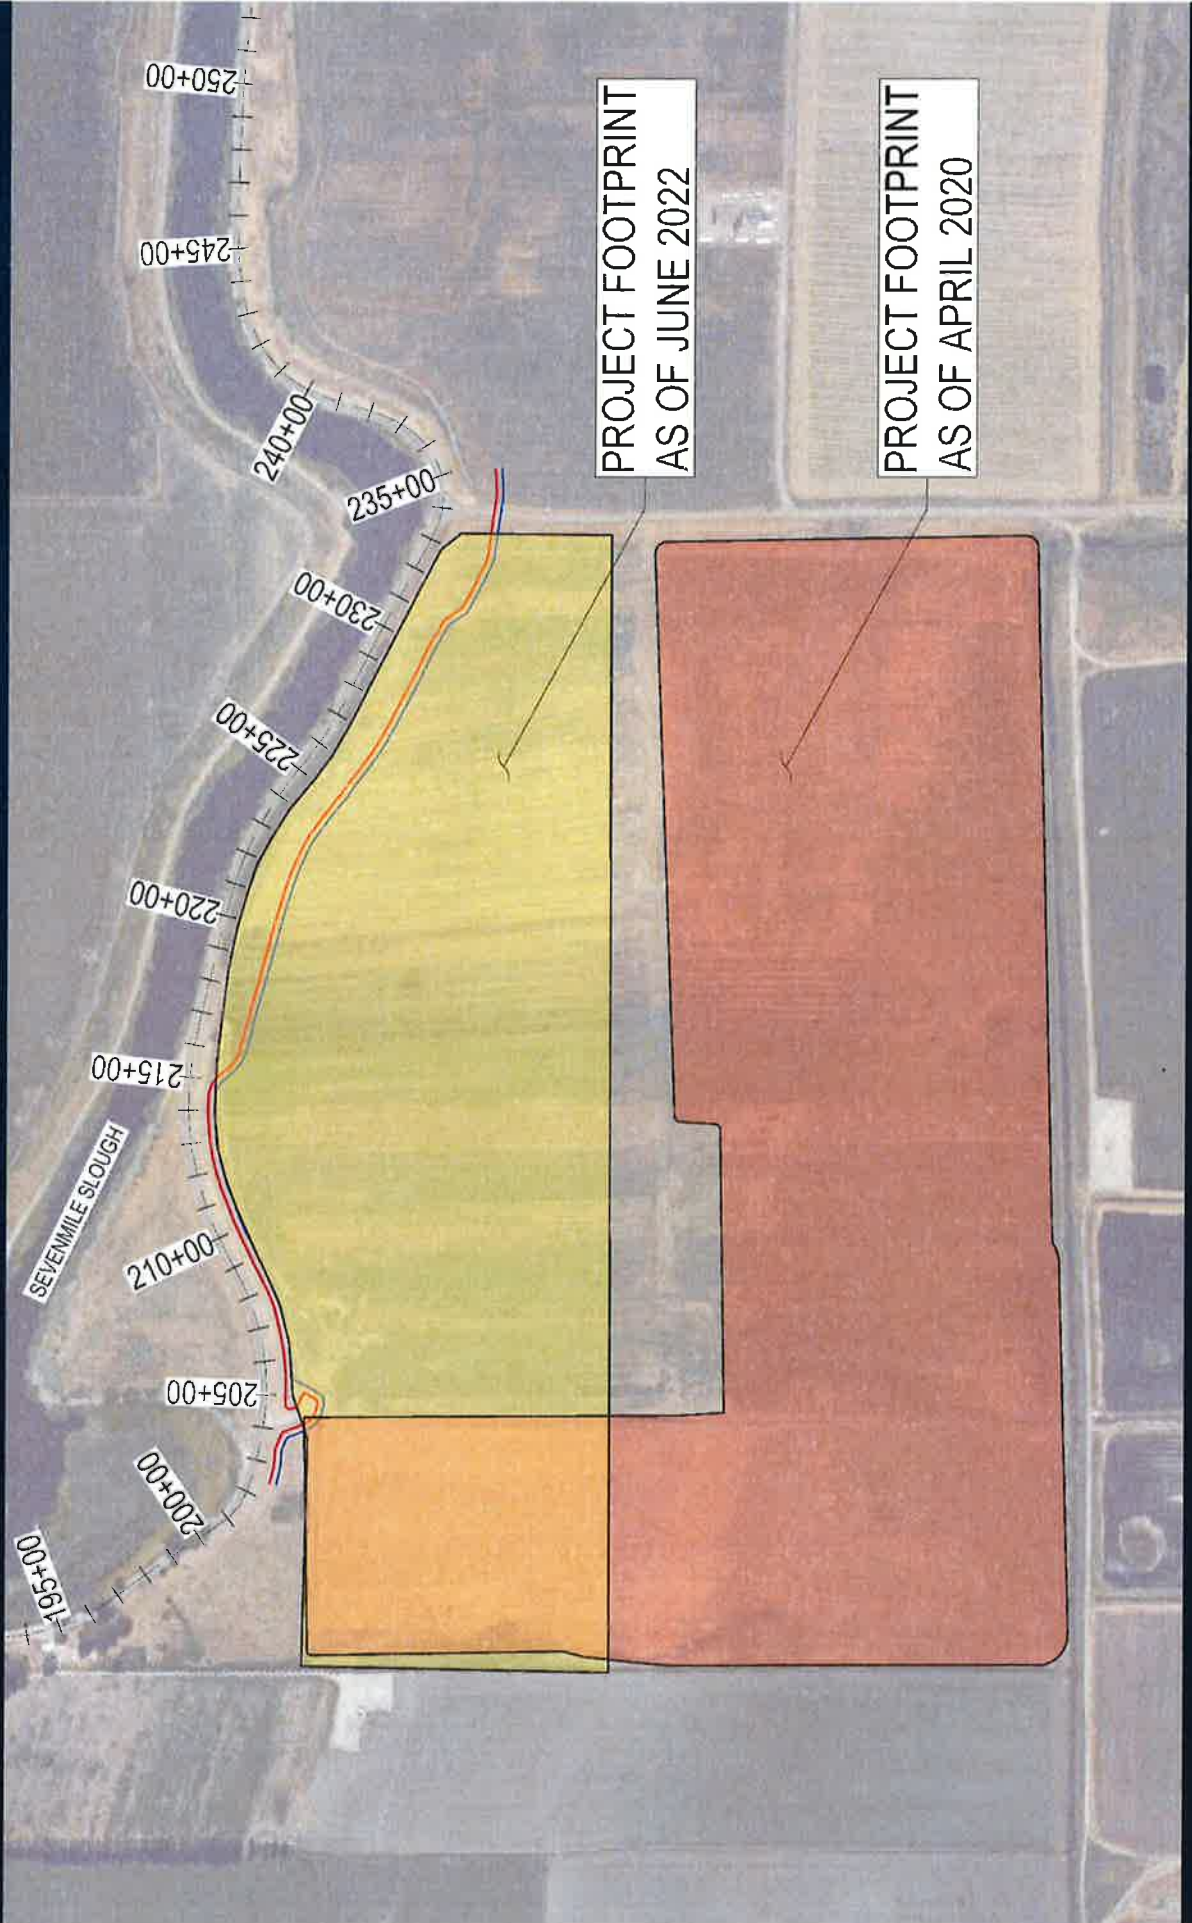 SEVENMILE SLOUGH
195+00
200+00
205+00
210+00
215+00
220+00
225+00
230+00
235+00
240+00
245+00
250+00
PROJECT FOOTPRINT
AS OF JUNE 2022
PROJECT FOOTPRINT
AS OF APRIL 2020